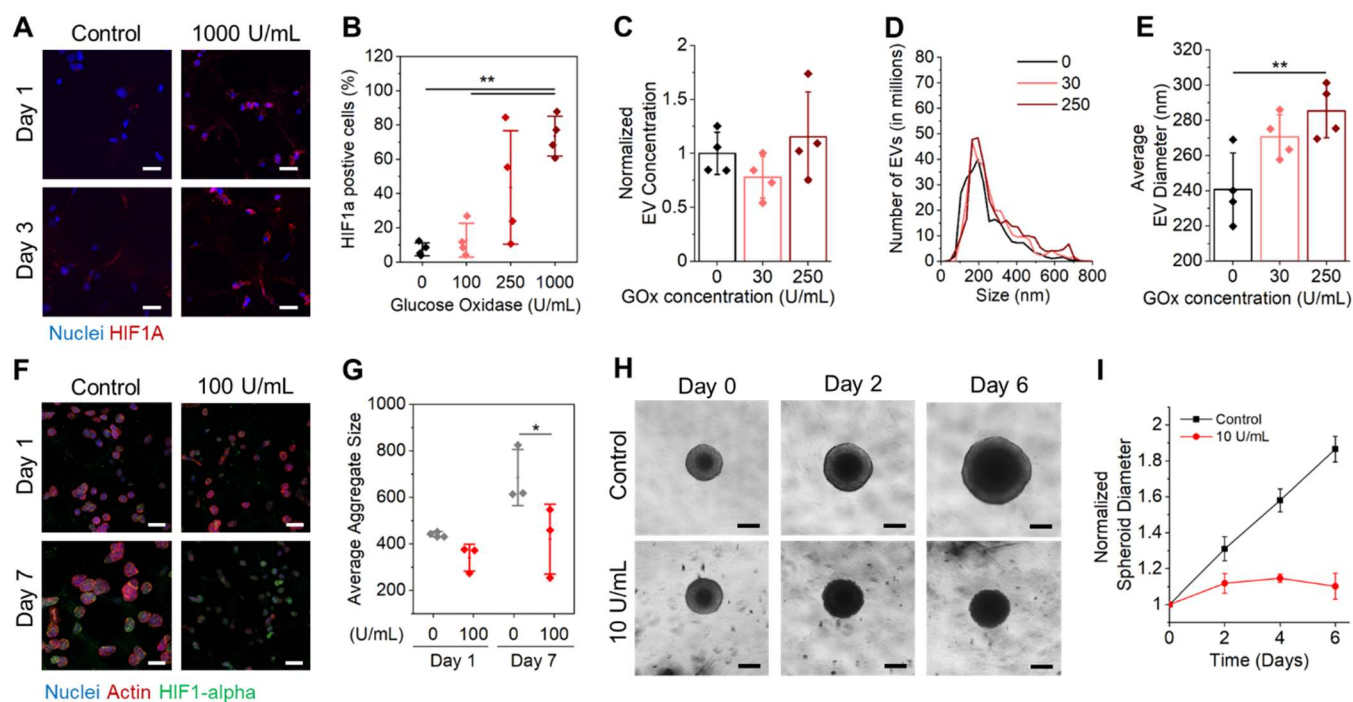 A
Control
1000 U/mL
Day 1
Day 3
Nuclei HIF1A
B
HIF1a postive cells (%)
120
100
80
60
40
20
0
**
0
100
250
1000
Glucose Oxidase (U/mL)
C
Normalized
EV Concentration
2
1.5
1
0.5
0
0
30
250
GOx concentration (U/mL)
D
Number of EVs (in millions)
80
70
60
50
40
30
20
10
0
0
30
250
0
200
400
600
800
Size (nm)
E
Average
EV Diameter (nm)
320
300
280
260
240
220
200
**
0
30
250
GOx concentration (U/mL)
F
Control
100 U/mL
Day 1
Day 7
Nuclei Actin HIF1-alpha
G
Average Aggregate Size
1000
800
600
400
200
*
(U/mL)
0
100
0
100
Day 1
Day 7
H
Day 0
Day 2
Day 6
Control
10 U/mL
I
Normalized
Spheroid Diameter
2
1.8
1.6
1.4
1.2
1
Control
10 U/mL
0
2
4
6
Time (Days)